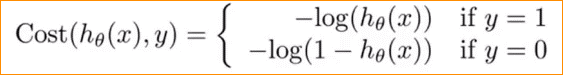 Cost(hθ(x), y) = { −log(hθ(x)) if y = 1
−log(1 − hθ(x)) if y = 0